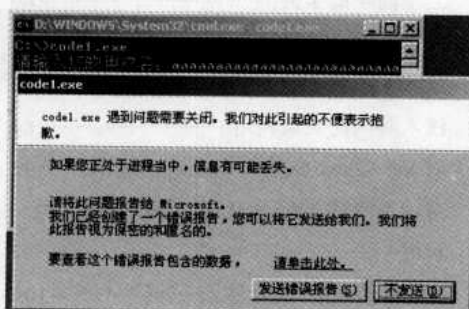 D:\WINDOWS\System32\cmd.exe - code1.exe
C:\>code1.exe
code1.exe
code1.exe 遇到问题需要关闭。我们对此引起的不便表示抱
歉。
如果您正处于进程当中，信息有可能丢失。
请将此问题报告给 Microsoft。
我们已经创建了一个错误报告，您可以将它发送给我们。我们将
此报告视为保密的和匿名的。
要查看这个错误报告包含的数据， 请单击此处。
发送错误报告(S) 不发送(D)